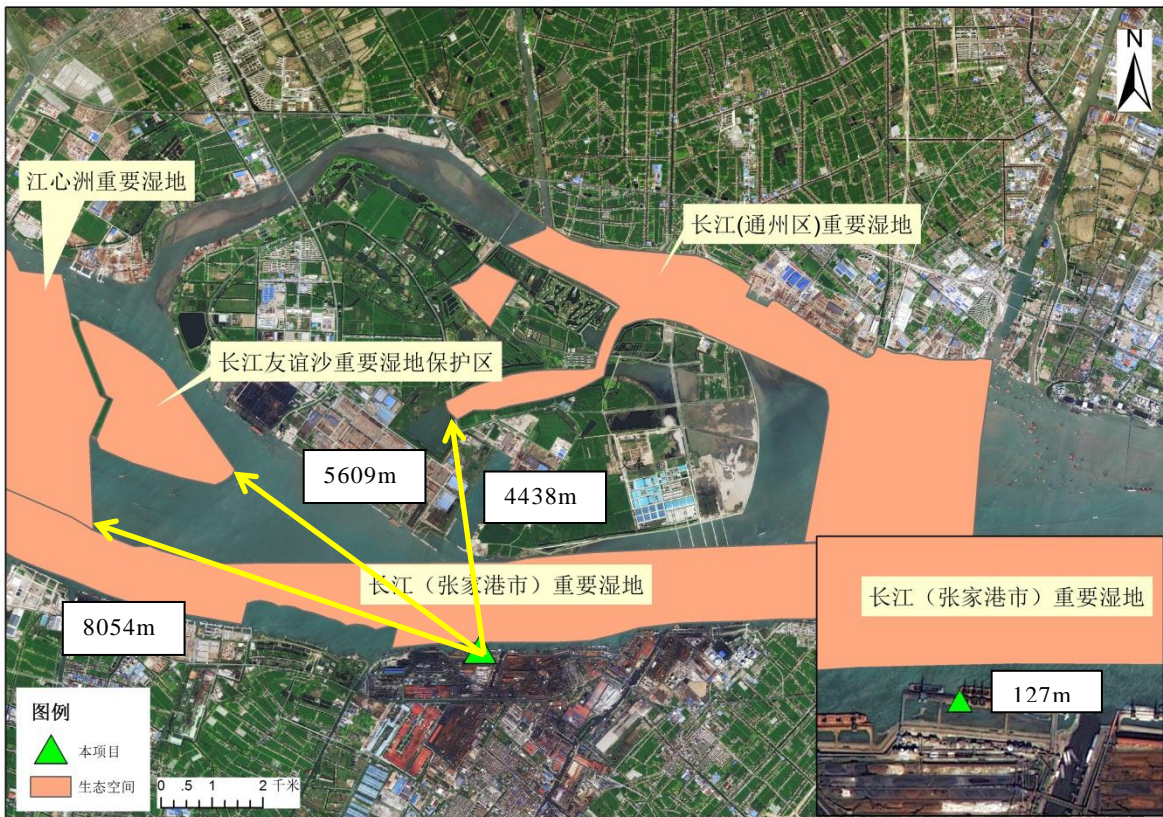 N
江心洲重要湿地
长江(通州区)重要湿地
长江友谊沙重要湿地保护区
5609m
4438m
长江（张家港市）重要湿地
8054m
长江（张家港市）重要湿地
127m
图例
本项目
生态空间
0 .5 1 2 千米